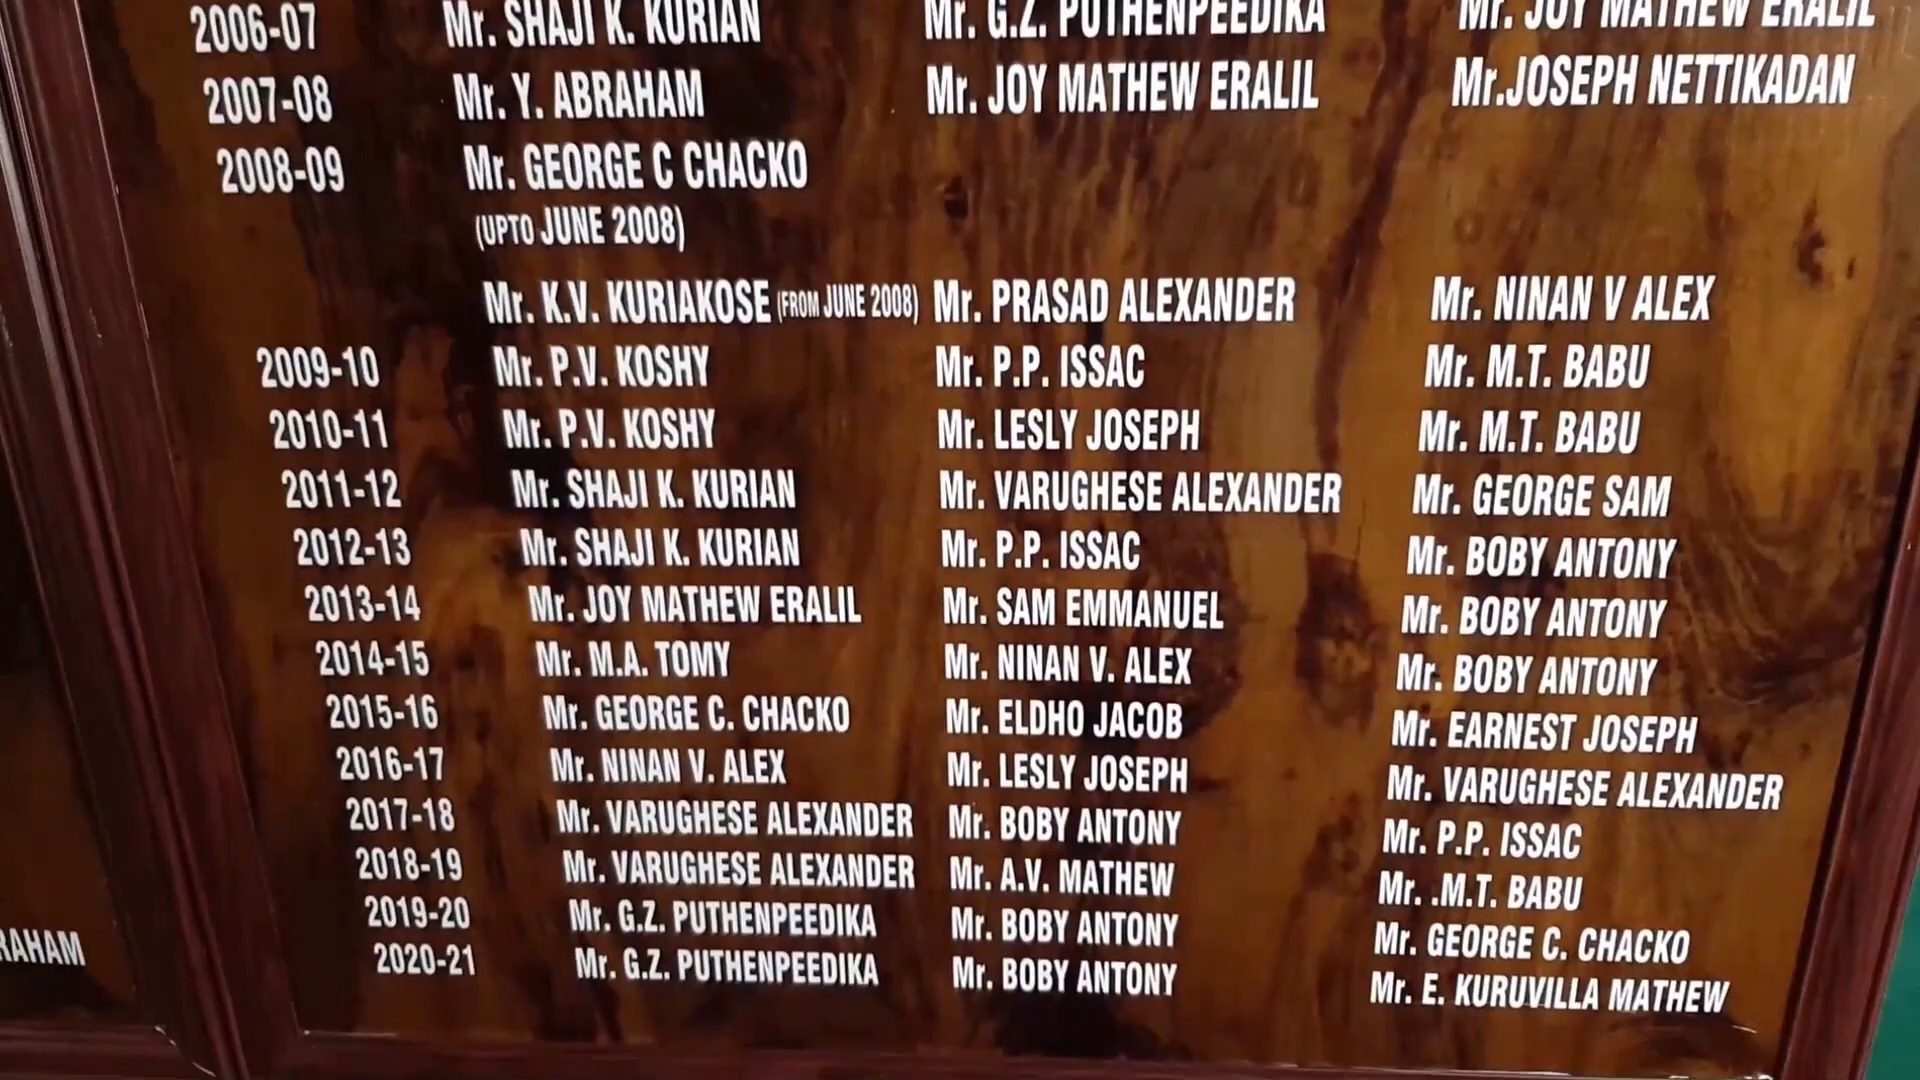 2006-07 Mr. SHAJI K. KURIAN Mr. G.Z. PUTHENPEEDIKA Mr. JOY MATHEW ERALIL
2007-08 Mr. Y. ABRAHAM Mr. JOY MATHEW ERALIL Mr.JOSEPH NETTIKADAN
2008-09 Mr. GEORGE C CHACKO
(UPTO JUNE 2008)
Mr. K.V. KURIAKOSE (FROM JUNE 2008) Mr. PRASAD ALEXANDER Mr. NINAN V ALEX
2009-10 Mr. P.V. KOSHY Mr. P.P. ISSAC Mr. M.T. BABU
2010-11 Mr. P.V. KOSHY Mr. LESLY JOSEPH Mr. M.T. BABU
2011-12 Mr. SHAJI K. KURIAN Mr. VARUGHESE ALEXANDER Mr. GEORGE SAM
2012-13 Mr. SHAJI K. KURIAN Mr. P.P. ISSAC Mr. BOBY ANTONY
2013-14 Mr. JOY MATHEW ERALIL Mr. SAM EMMANUEL Mr. BOBY ANTONY
2014-15 Mr. M.A. TOMY Mr. NINAN V. ALEX Mr. BOBY ANTONY
2015-16 Mr. GEORGE C. CHACKO Mr. ELDHO JACOB Mr. EARNEST JOSEPH
2016-17 Mr. NINAN V. ALEX Mr. LESLY JOSEPH Mr. VARUGHESE ALEXANDER
2017-18 Mr. VARUGHESE ALEXANDER Mr. BOBY ANTONY Mr. P.P. ISSAC
2018-19 Mr. VARUGHESE ALEXANDER Mr. A.V. MATHEW Mr. .M.T. BABU
2019-20 Mr. G.Z. PUTHENPEEDIKA Mr. BOBY ANTONY Mr. GEORGE C. CHACKO
2020-21 Mr. G.Z. PUTHENPEEDIKA Mr. BOBY ANTONY Mr. E. KURUVILLA MATHEW